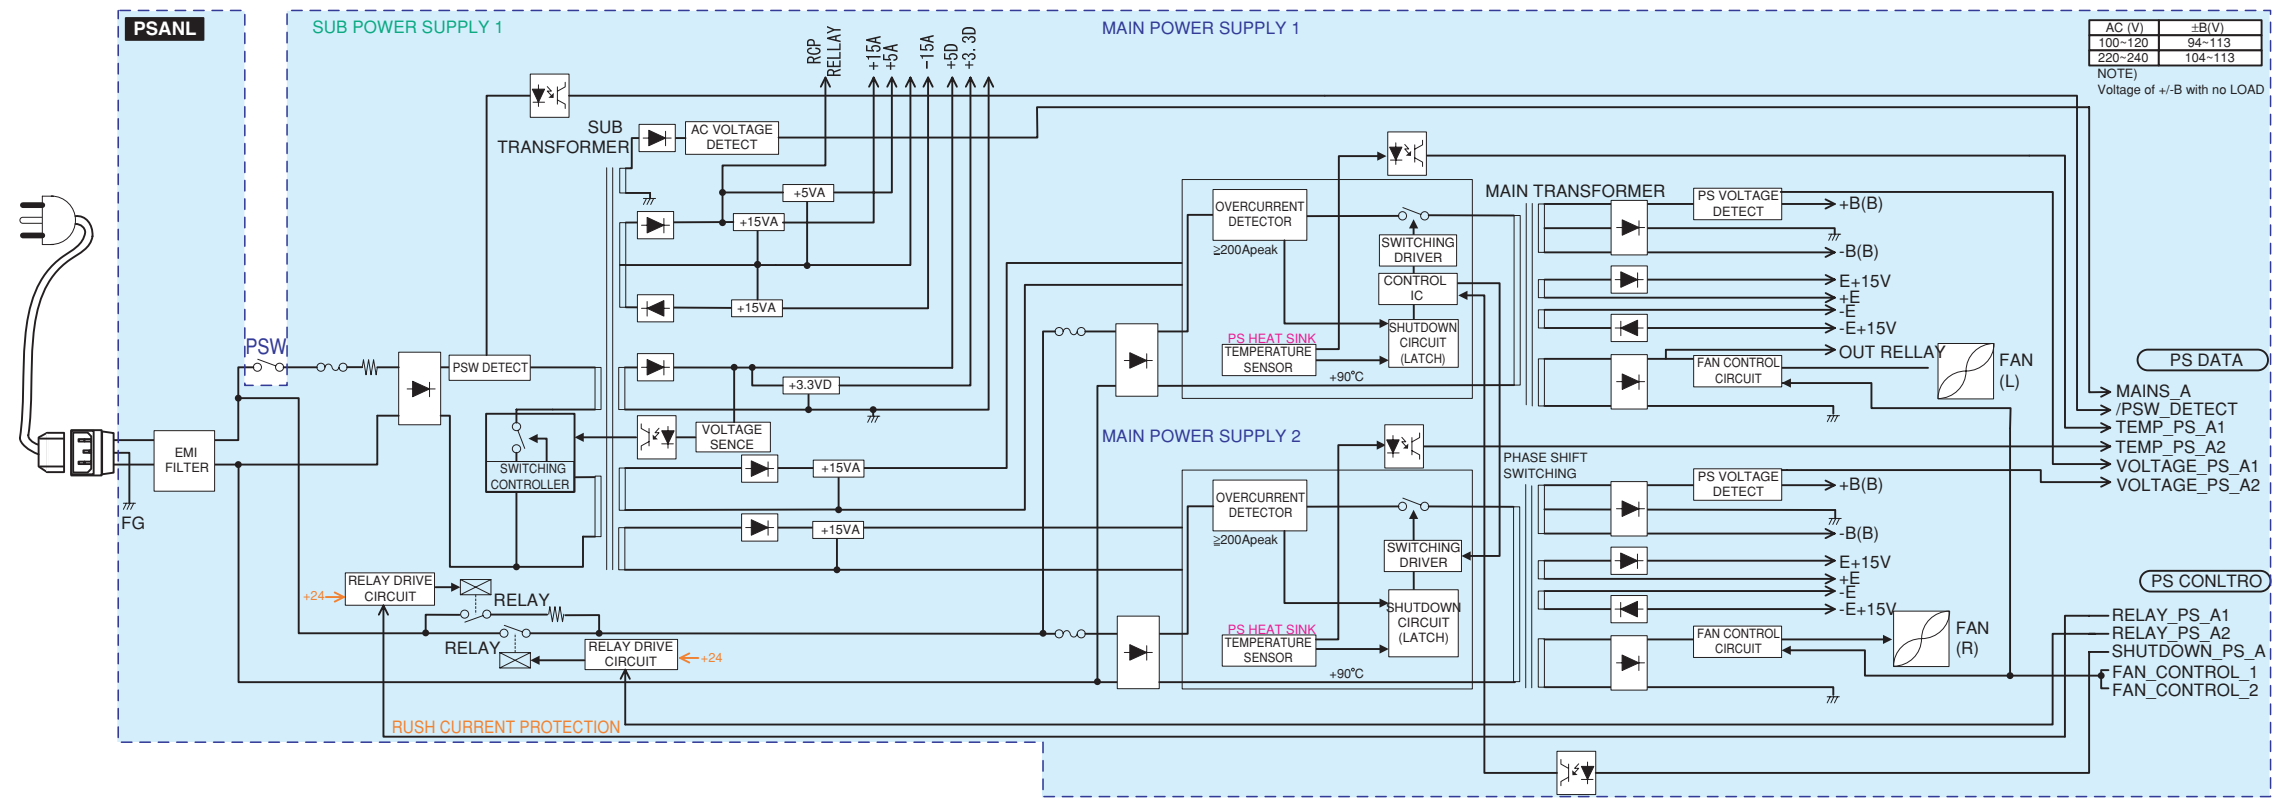 PSANL
SUB POWER SUPPLY 1
MAIN POWER SUPPLY 1
AC (V) ±B(V)
100~120 94~113
220~240 104~113
NOTE)
Voltage of +/-B with no LOAD
RCP
RELLAY
+15A
+5A
-15A
+5D
+3.3D
SUB
TRANSFORMER
AC VOLTAGE
DETECT
+5VA
+15VA
+15VA
PSW
PSW DETECT
+3.3VD
VOLTAGE
SENCE
SWITCHING
CONTROLLER
+15VA
+15VA
EMI
FILTER
FG
OVERCURRENT
DETECTOR
≧200Apeak
SWITCHING
DRIVER
CONTROL
IC
SHUTDOWN
CIRCUIT
(LATCH)
PS HEAT SINK
TEMPERATURE
SENSOR
+90°C
MAIN TRANSFORMER
PS VOLTAGE
DETECT
+B(B)
-B(B)
E+15V
+E
-E
-E+15V
OUT RELLAY
FAN CONTROL
CIRCUIT
FAN
(L)
PS DATA
MAINS_A
/PSW_DETECT
TEMP_PS_A1
TEMP_PS_A2
VOLTAGE_PS_A1
VOLTAGE_PS_A2
MAIN POWER SUPPLY 2
PHASE SHIFT
SWITCHING
OVERCURRENT
DETECTOR
≧200Apeak
SWITCHING
DRIVER
SHUTDOWN
CIRCUIT
(LATCH)
PS HEAT SINK
TEMPERATURE
SENSOR
+90°C
PS VOLTAGE
DETECT
+B(B)
-B(B)
E+15V
+E
-E
-E+15V
FAN CONTROL
CIRCUIT
FAN
(R)
PS CONLTRO
RELAY_PS_A1
RELAY_PS_A2
SHUTDOWN_PS_A
FAN_CONTROL_1
FAN_CONTROL_2
+24
RELAY DRIVE
CIRCUIT
RELAY
RELAY
RELAY DRIVE
CIRCUIT
+24
RUSH CURRENT PROTECTION